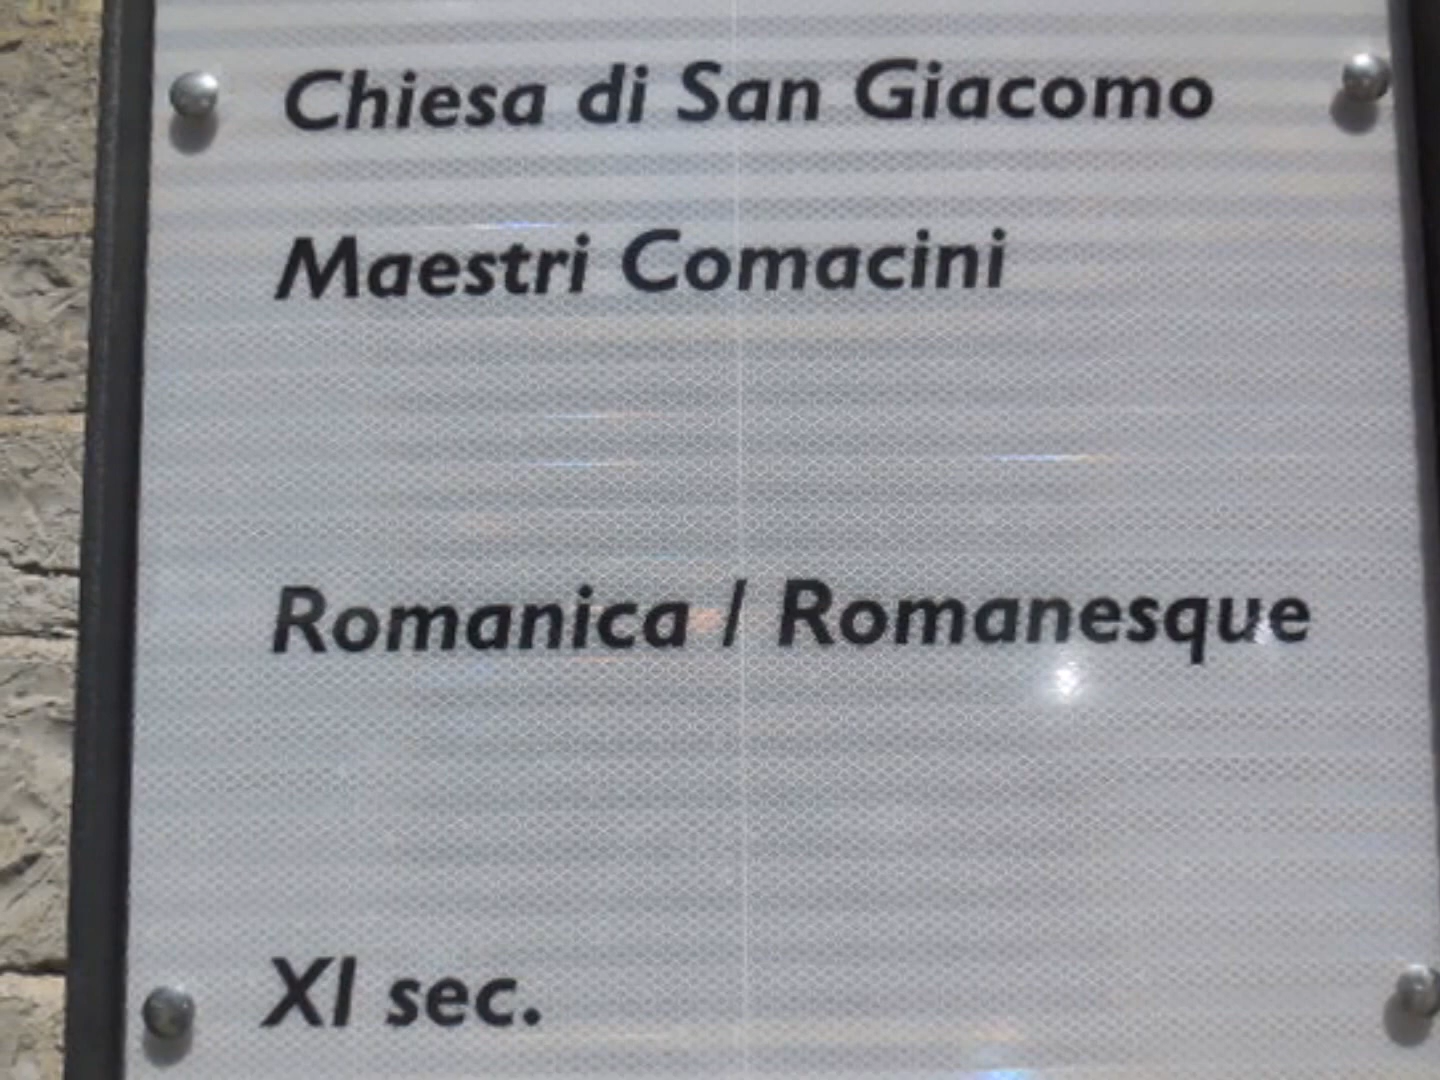 Chiesa di San Giacomo
Maestri Comacini
Romanica / Romanesque
XI sec.